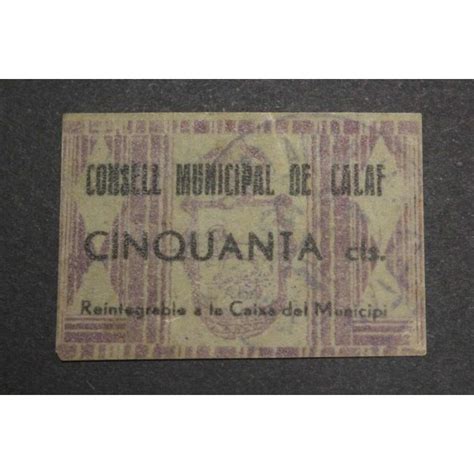 CONSELL MUNICIPAL DE CALAF
CINQUANTA cts.
Reintegrable a la Caixa del Municipi